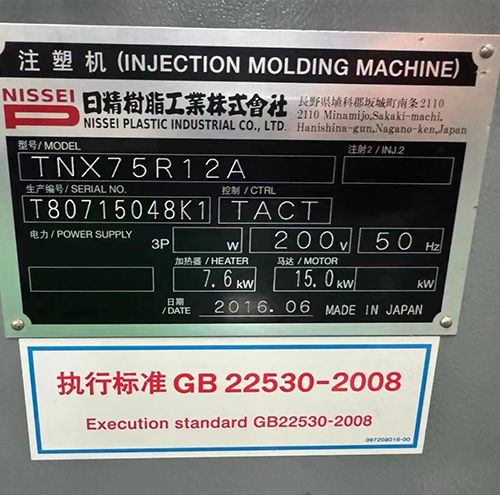 注塑机 (INJECTION MOLDING MACHINE)
NISSEI 日精樹脂工業株式會社 長野県埴科郡坂城町南条2110
NISSEI PLASTIC INDUSTRIAL CO., LTD. 2110 Minamijo, Sakaki-machi,
Hanishina-gun, Nagano-ken, Japan
型号/MODEL 注射2/INJ.2
TNX75R12A
生产编号/SERIAL NO. 控制/CTRL
T80715048K1 TACT
电力/POWER SUPPLY 3P W 200 V 50 Hz
加热器/HEATER 马达/MOTOR
7.6 kW 15.0 kW kW
日期
/DATE 2016.06 MADE IN JAPAN
执行标准 GB 22530-2008
Execution standard GB22530-2008
097208016-00